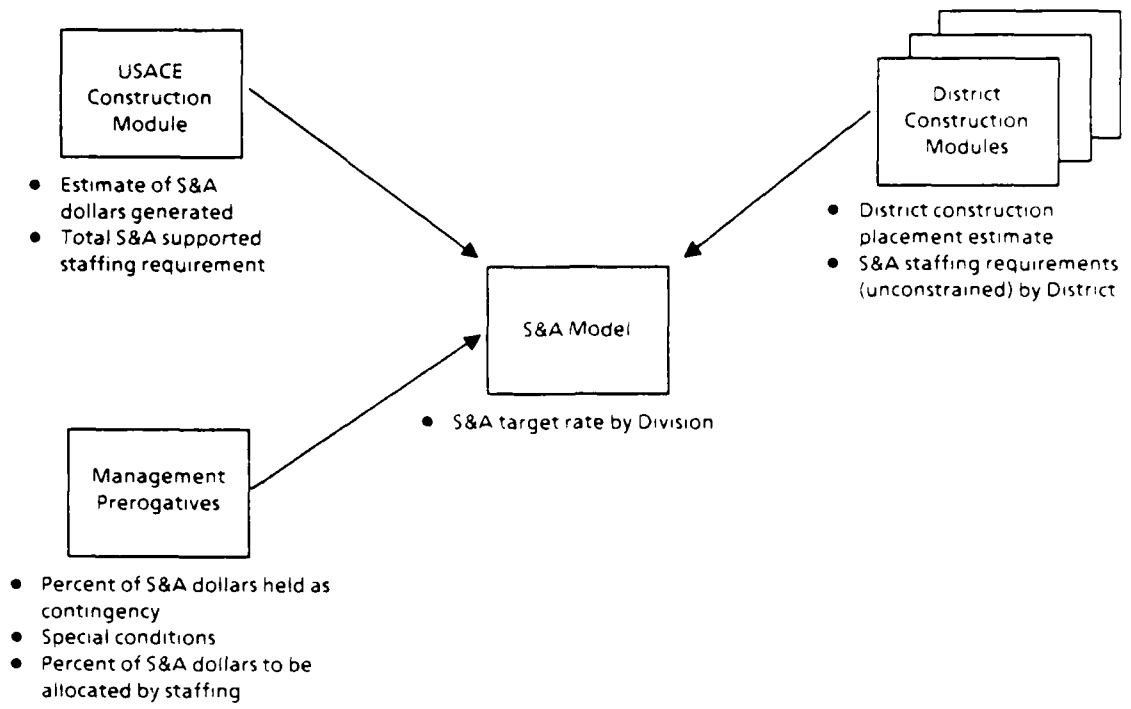 USACE
Construction
Module
● Estimate of S&A
dollars generated
● Total S&A supported
staffing requirement
District
Construction
Modules
● District construction
placement estimate
● S&A staffing requirements
(unconstrained) by District
S&A Model
● S&A target rate by Division
Management
Prerogatives
● Percent of S&A dollars held as
contingency
● Special conditions
● Percent of S&A dollars to be
allocated by staffing